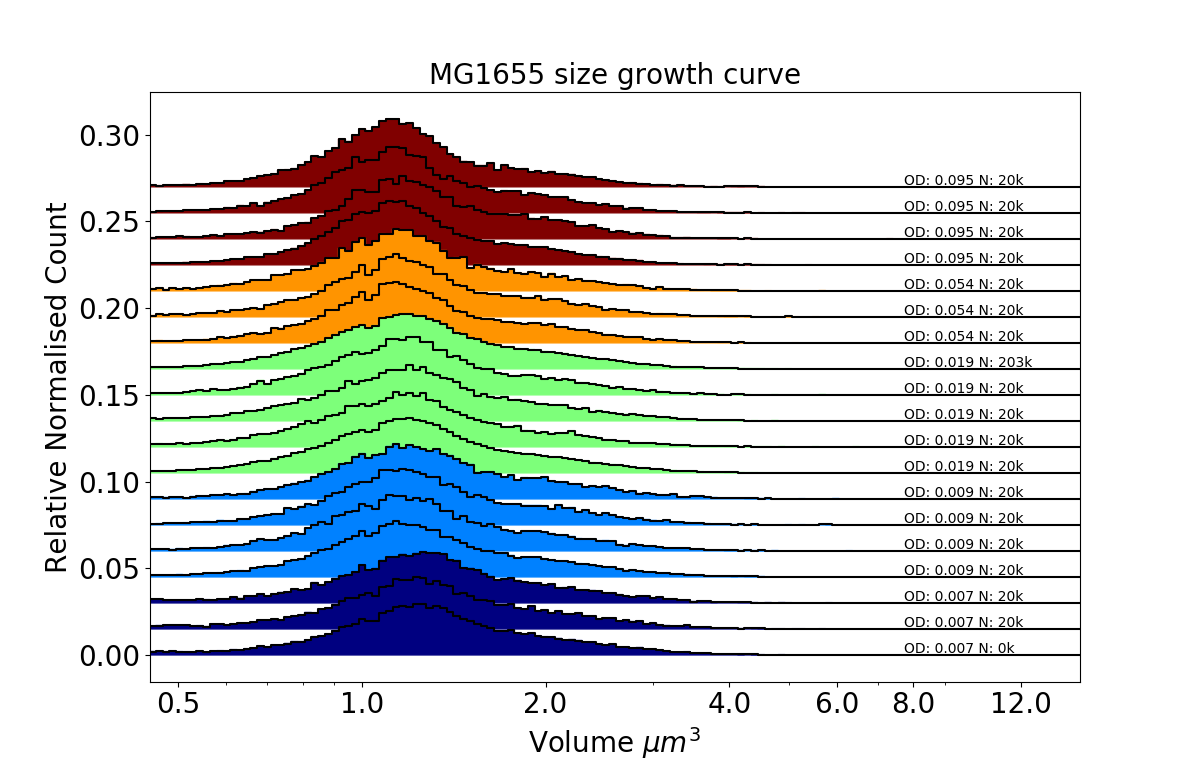 MG1655 size growth curve
Relative Normalised Count
0.30
0.25
0.20
0.15
0.10
0.05
0.00
OD: 0.095 N: 20k
OD: 0.095 N: 20k
OD: 0.095 N: 20k
OD: 0.095 N: 20k
OD: 0.054 N: 20k
OD: 0.054 N: 20k
OD: 0.054 N: 20k
OD: 0.019 N: 203k
OD: 0.019 N: 20k
OD: 0.019 N: 20k
OD: 0.019 N: 20k
OD: 0.019 N: 20k
OD: 0.009 N: 20k
OD: 0.009 N: 20k
OD: 0.009 N: 20k
OD: 0.009 N: 20k
OD: 0.007 N: 20k
OD: 0.007 N: 20k
OD: 0.007 N: 0k
0.5 1.0 2.0 4.0 6.0 8.0 12.0
Volume μm³